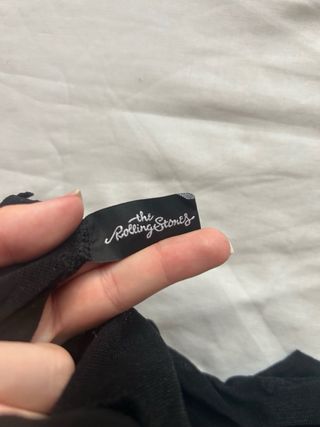 the
Rolling Stones